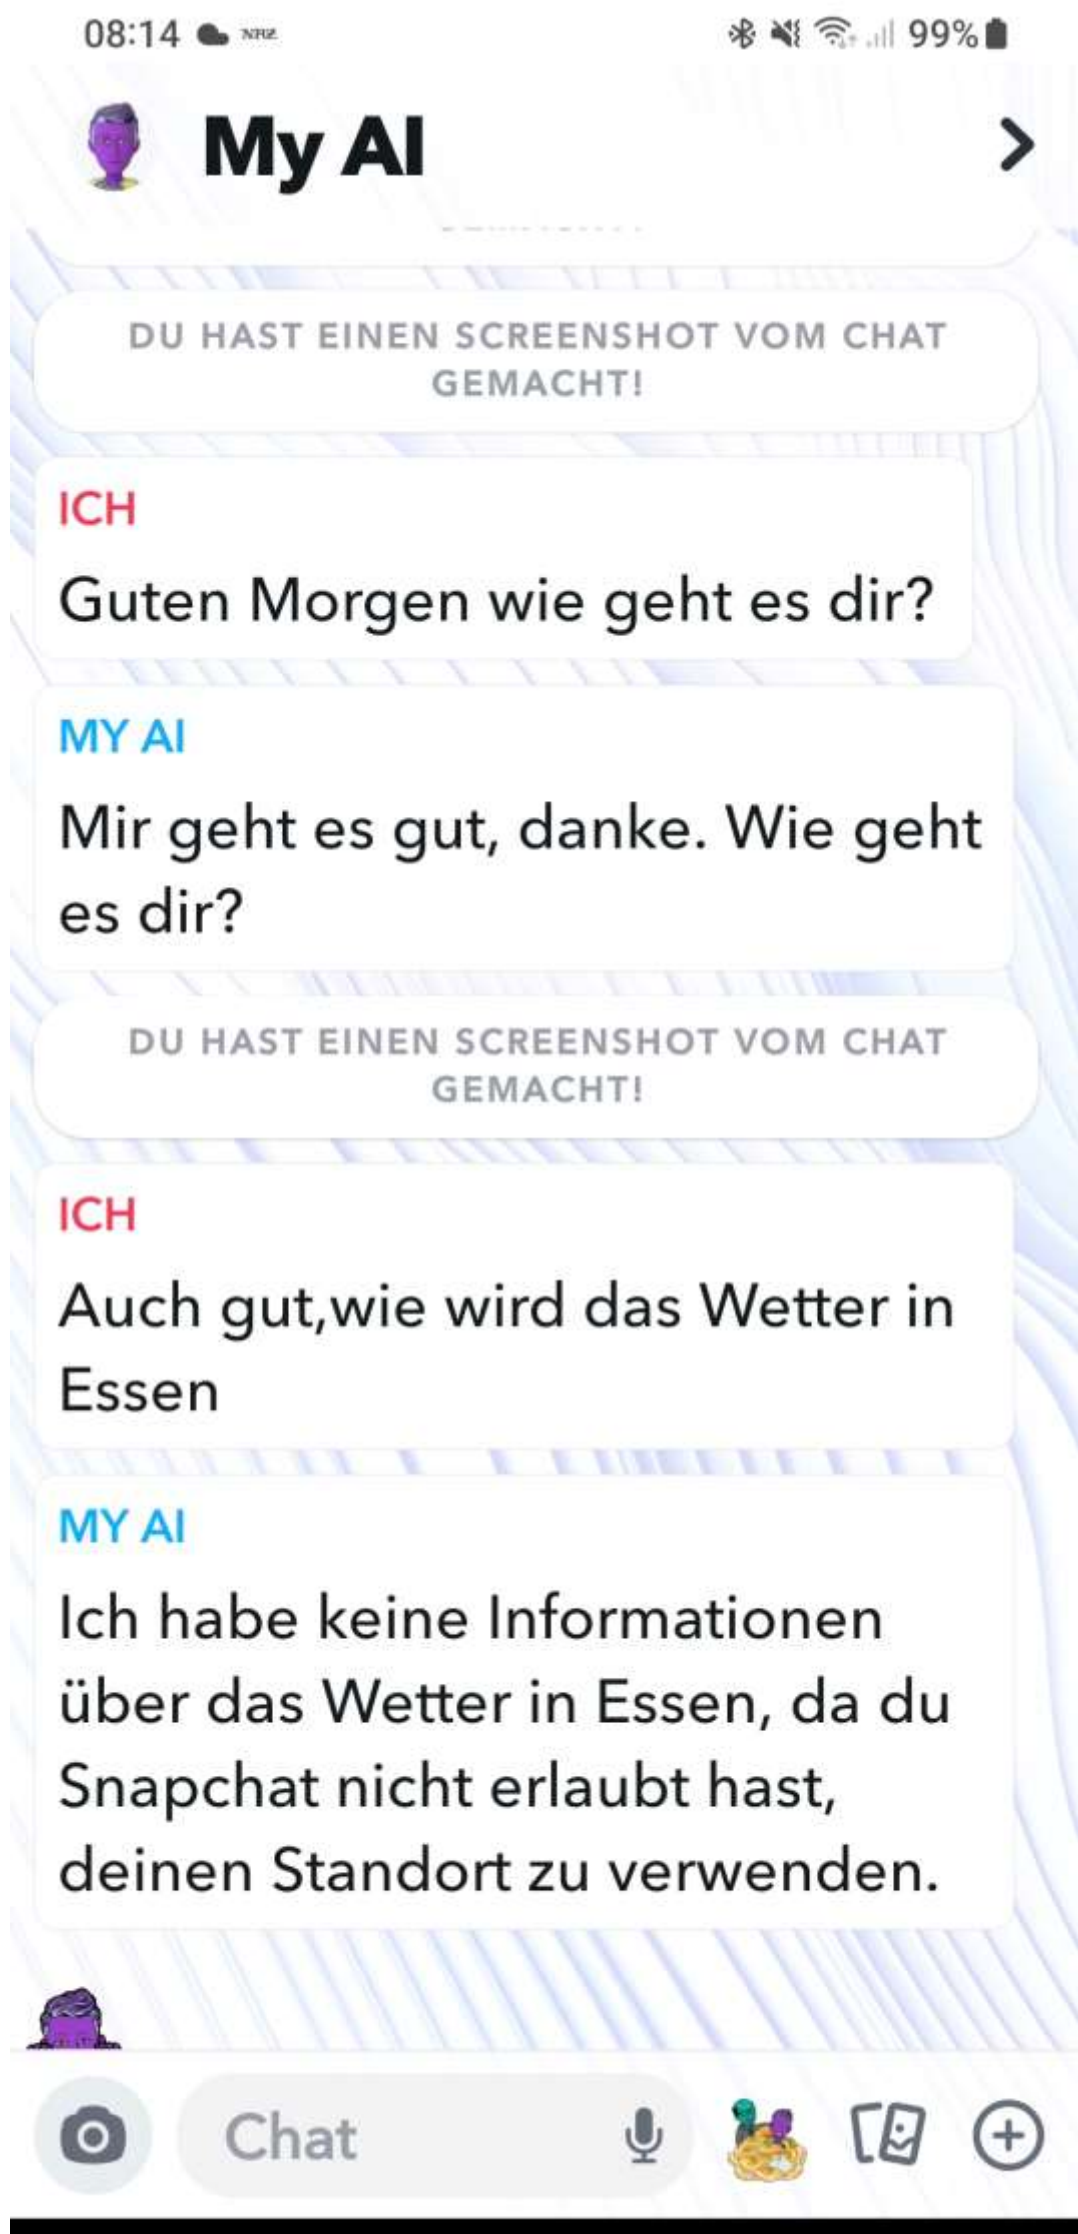 08:14 NRZ 99%
My AI
DU HAST EINEN SCREENSHOT VOM CHAT
GEMACHT!
ICH
Guten Morgen wie geht es dir?
MY AI
Mir geht es gut, danke. Wie geht
es dir?
DU HAST EINEN SCREENSHOT VOM CHAT
GEMACHT!
ICH
Auch gut,wie wird das Wetter in
Essen
MY AI
Ich habe keine Informationen
über das Wetter in Essen, da du
Snapchat nicht erlaubt hast,
deinen Standort zu verwenden.
Chat